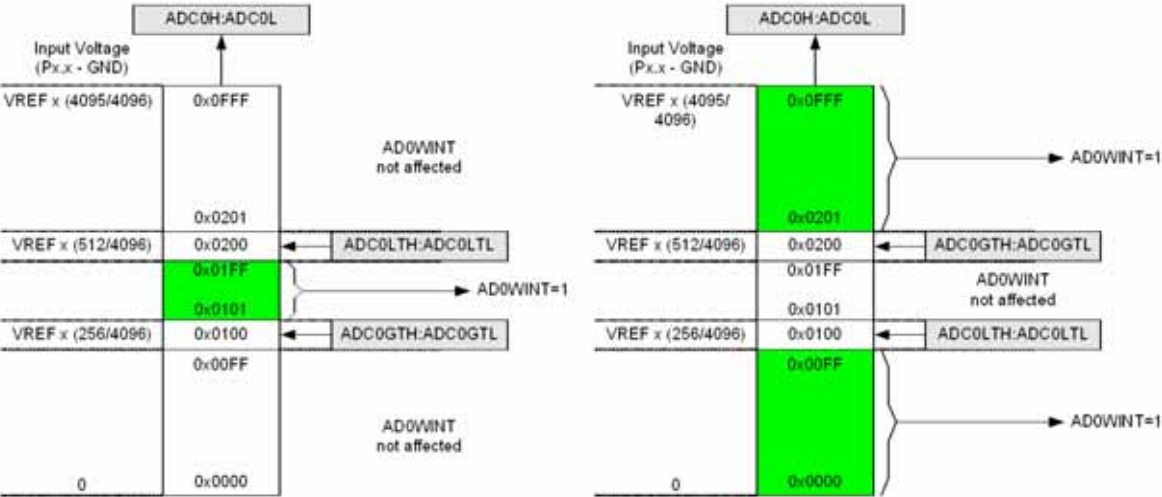 ADC0H:ADC0L
Input Voltage
(Px.x - GND)
VREF x (4095/4096)
0x0FFF
AD0WINT
not affected
0x0201
VREF x (512/4096)
0x0200
ADC0LTH:ADC0LTL
0x01FF
AD0WINT=1
0x0101
VREF x (256/4096)
0x0100
ADC0GTH:ADC0GTL
0x00FF
AD0WINT
not affected
0
0x0000
ADC0H:ADC0L
Input Voltage
(Px.x - GND)
VREF x (4095/
4096)
0x0FFF
AD0WINT=1
0x0201
VREF x (512/4096)
0x0200
ADC0GTH:ADC0GTL
0x01FF
AD0WINT
not affected
0x0101
VREF x (256/4096)
0x0100
ADC0LTH:ADC0LTL
0x00FF
AD0WINT=1
0
0x0000